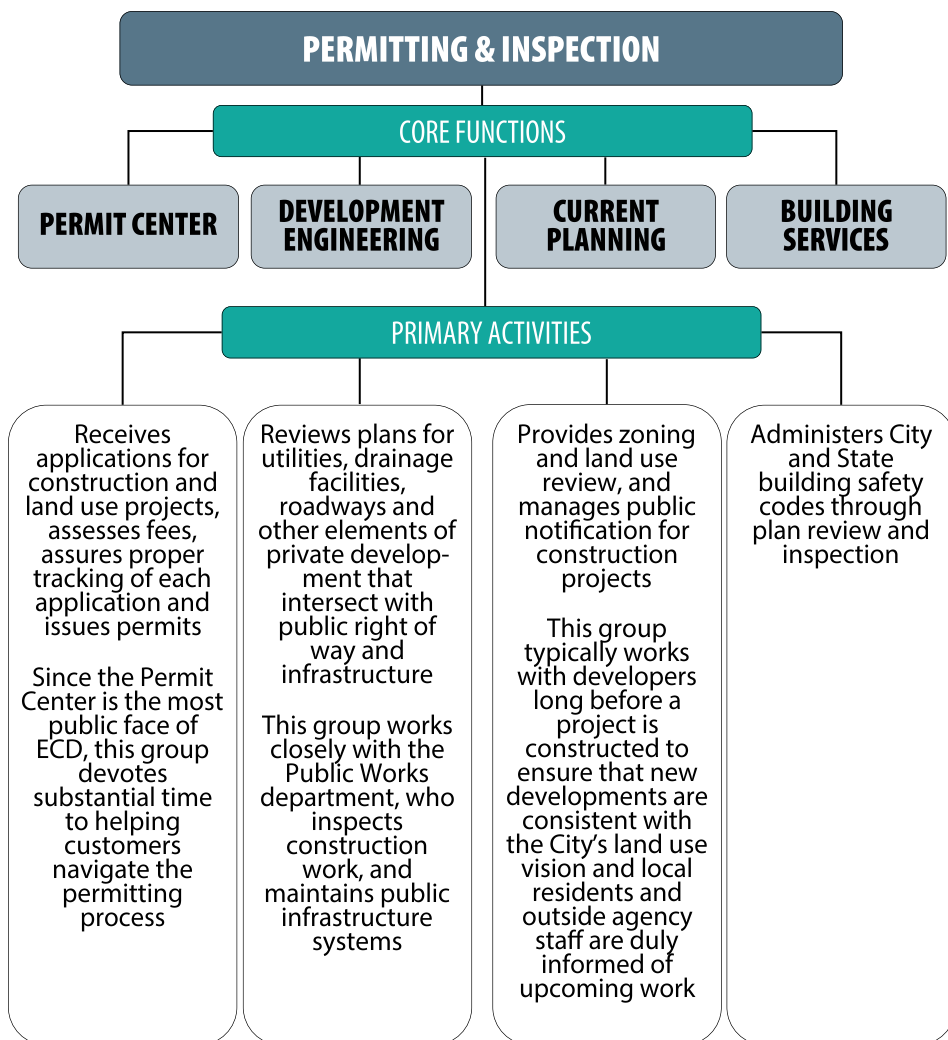 PERMITTING & INSPECTION
CORE FUNCTIONS
PERMIT CENTER
DEVELOPMENT
ENGINEERING
CURRENT
PLANNING
BUILDING
SERVICES
PRIMARY ACTIVITIES
Receives
applications for
construction and
land use projects,
assesses fees,
assures proper
tracking of each
application and
issues permits
Since the Permit
Center is the most
public face of
ECD, this group
devotes
substantial time
to helping
customers
navigate the
permitting
process
Reviews plans for
utilities, drainage
facilities,
roadways and
other elements of
private develop-
ment that
intersect with
public right of
way and
infrastructure
This group works
closely with the
Public Works
department, who
inspects
construction
work, and
maintains public
infrastructure
systems
Provides zoning
and land use
review, and
manages public
notification for
construction
projects
This group
typically works
with developers
long before a
project is
constructed to
ensure that new
developments are
consistent with
the City’s land use
vision and local
residents and
outside agency
staff are duly
informed of
upcoming work
Administers City
and State
building safety
codes through
plan review and
inspection